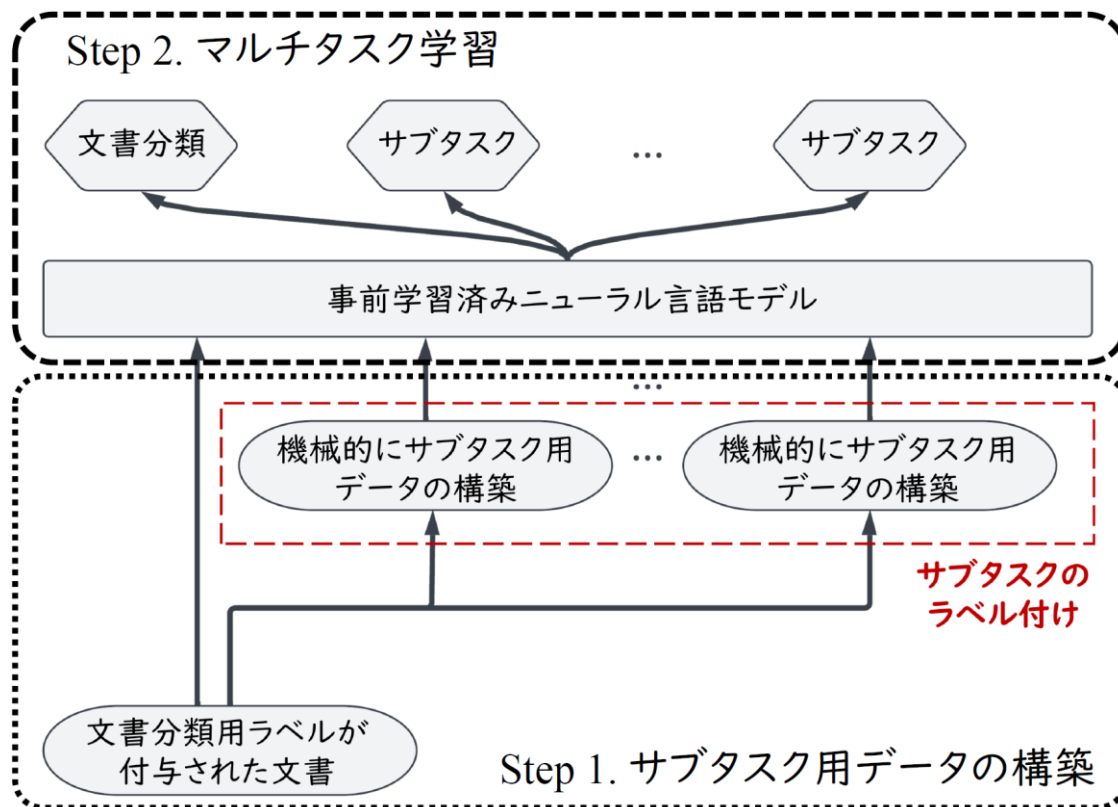 Step 2. マルチタスク学習
文書分類
サブタスク
...
サブタスク
事前学習済みニューラル言語モデル
...
機械的にサブタスク用
データの構築
...
機械的にサブタスク用
データの構築
サブタスクの
ラベル付け
文書分類用ラベルが
付与された文書
Step 1. サブタスク用データの構築